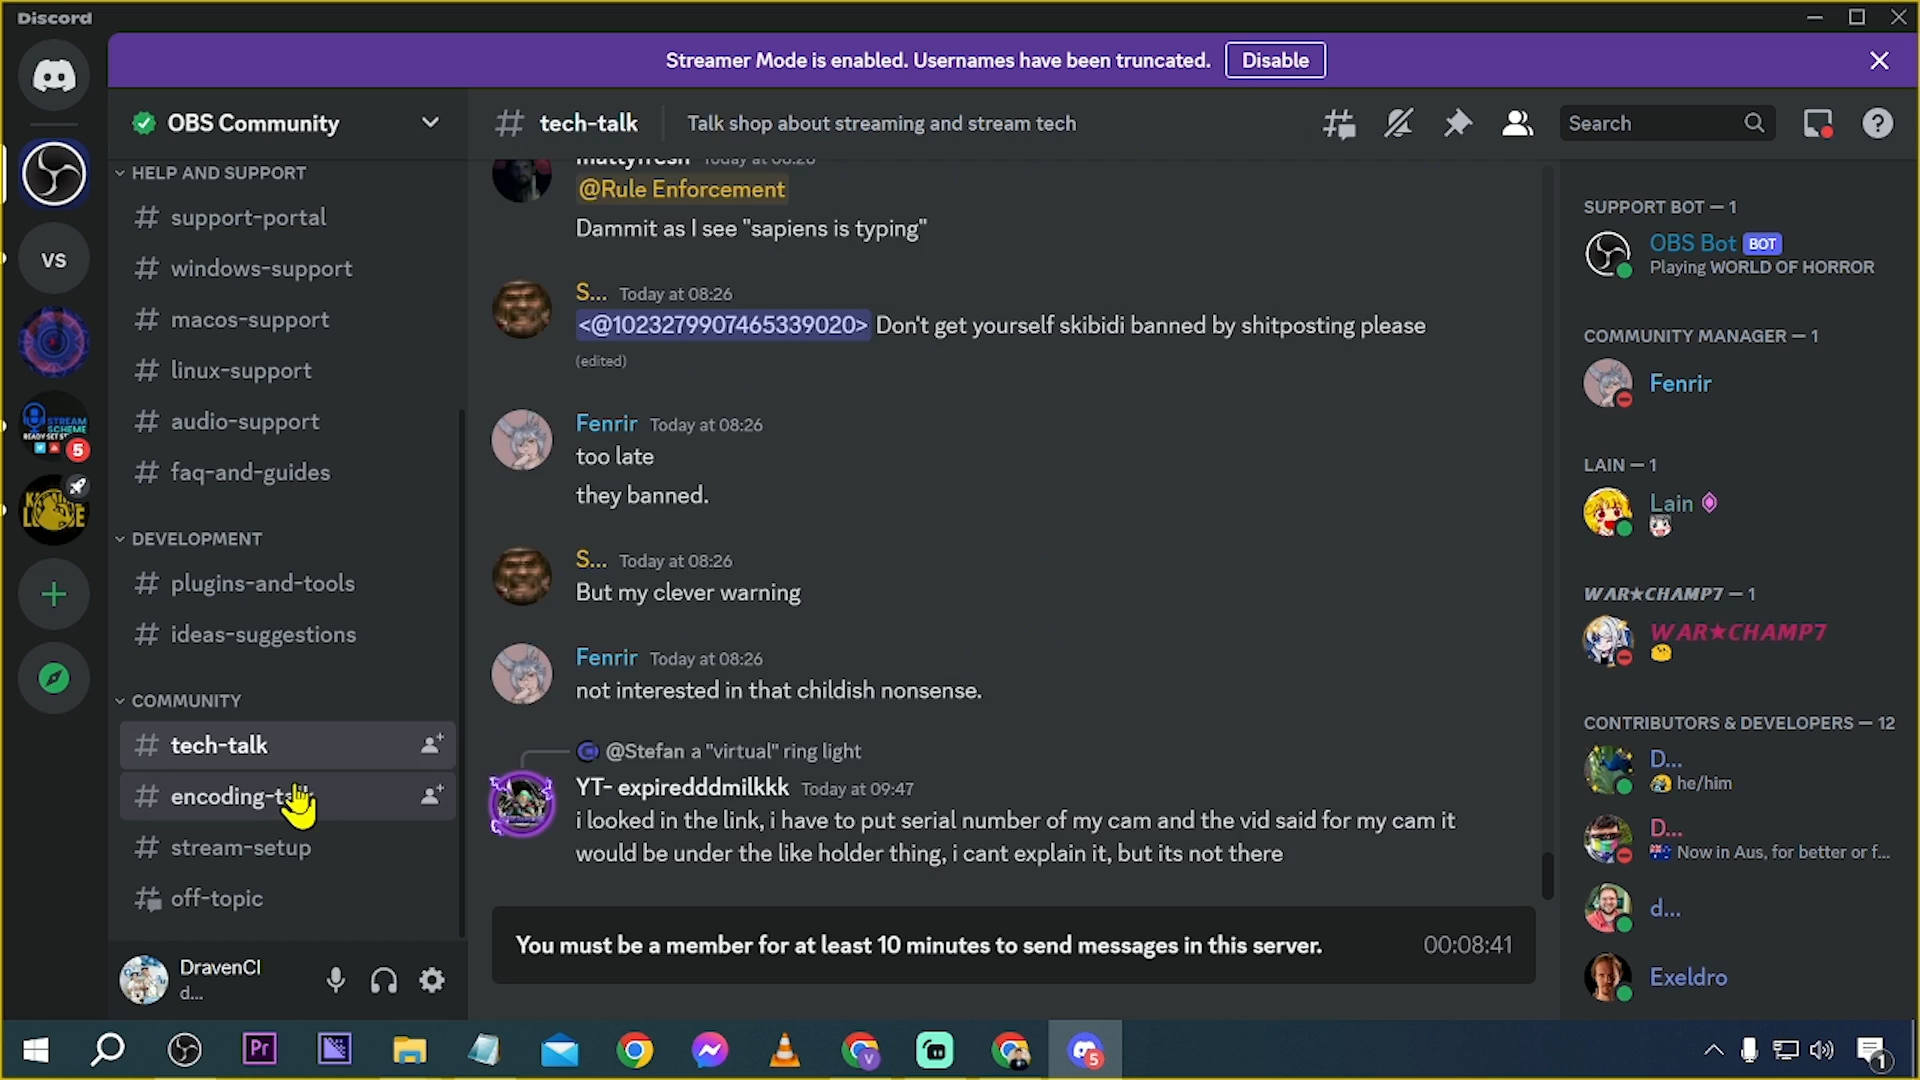 Discord
Streamer Mode is enabled. Usernames have been truncated.
Disable
OBS Community
# tech-talk
Talk shop about streaming and stream tech
Search
VS
5
HELP AND SUPPORT
# support-portal
# windows-support
# macos-support
# linux-support
# audio-support
# faq-and-guides
DEVELOPMENT
# plugins-and-tools
# ideas-suggestions
COMMUNITY
# tech-talk
# encoding-ta
# stream-setup
off-topic
DravenCl
d...
mattyfresh Today at 08:26
@Rule Enforcement
Dammit as I see "sapiens is typing"
S... Today at 08:26
<@1023279907465339020> Don't get yourself skibidi banned by shitposting please
(edited)
Fenrir Today at 08:26
too late
they banned.
S... Today at 08:26
But my clever warning
Fenrir Today at 08:26
not interested in that childish nonsense.
@Stefan a "virtual" ring light
YT- expiredddmilkkk Today at 09:47
i looked in the link, i have to put serial number of my cam and the vid said for my cam it
would be under the like holder thing, i cant explain it, but its not there
You must be a member for at least 10 minutes to send messages in this server. 00:08:41
SUPPORT BOT — 1
OBS Bot BOT
Playing WORLD OF HORROR
COMMUNITY MANAGER — 1
Fenrir
LAIN — 1
Lain
WAR★CHAMP7 — 1
WAR★CHAMP7
CONTRIBUTORS & DEVELOPERS — 12
D...
he/him
D...
Now in Aus, for better or f...
d...
Exeldro
Pr
V
5
1